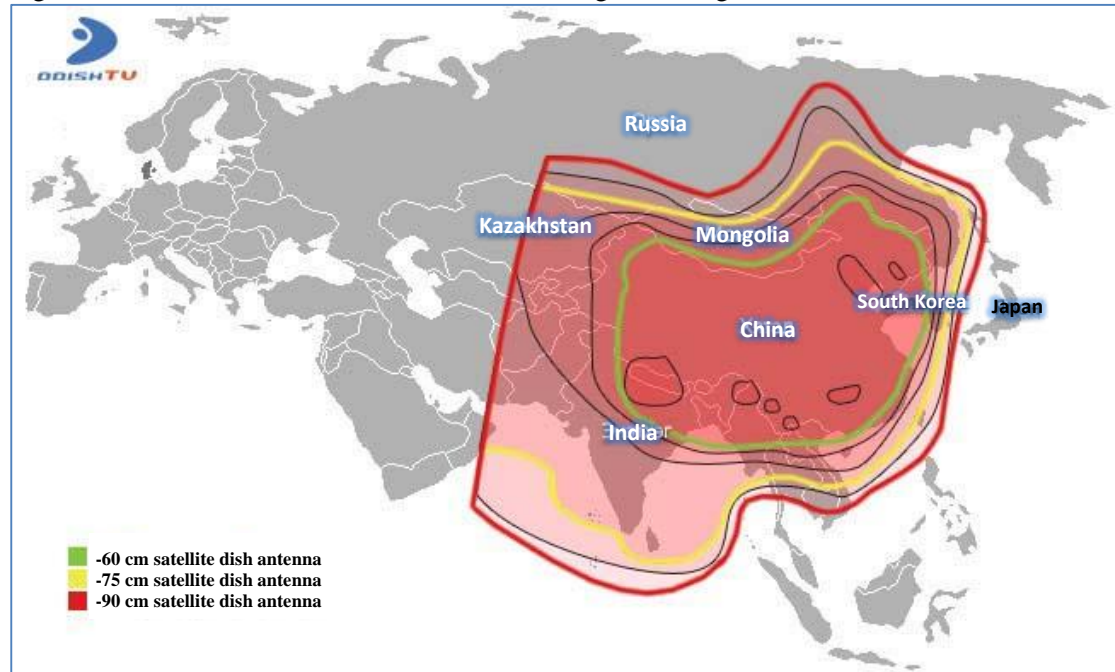 DDISHTV
Russia
Kazakhstan
Mongolia
South Korea
Japan
China
India
-60 cm satellite dish antenna
-75 cm satellite dish antenna
-90 cm satellite dish antenna